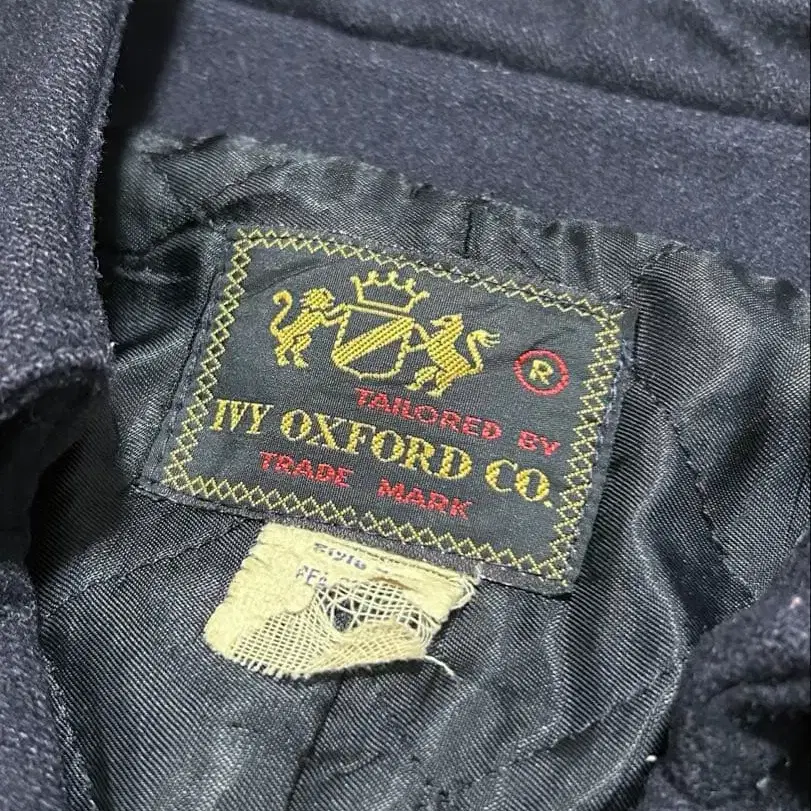 ®
TAILORED BY
IVY OXFORD CO.
TRADE MARK